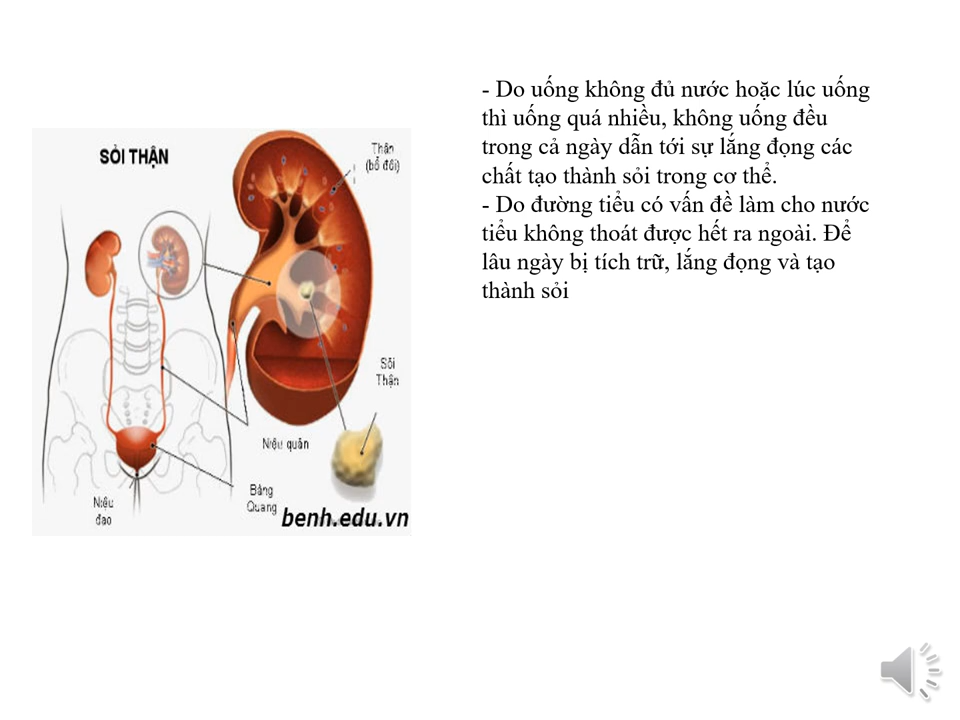 SỎI THẬN
Thận
(bổ đôi)
Sỏi
Thận
Niệu quản
Bàng
Quang
Niệu
đạo
benh.edu.vn
- Do uống không đủ nước hoặc lúc uống
thì uống quá nhiều, không uống đều
trong cả ngày dẫn tới sự lắng đọng các
chất tạo thành sỏi trong cơ thể.
- Do đường tiểu có vấn đề làm cho nước
tiểu không thoát được hết ra ngoài. Để
lâu ngày bị tích trữ, lắng đọng và tạo
thành sỏi